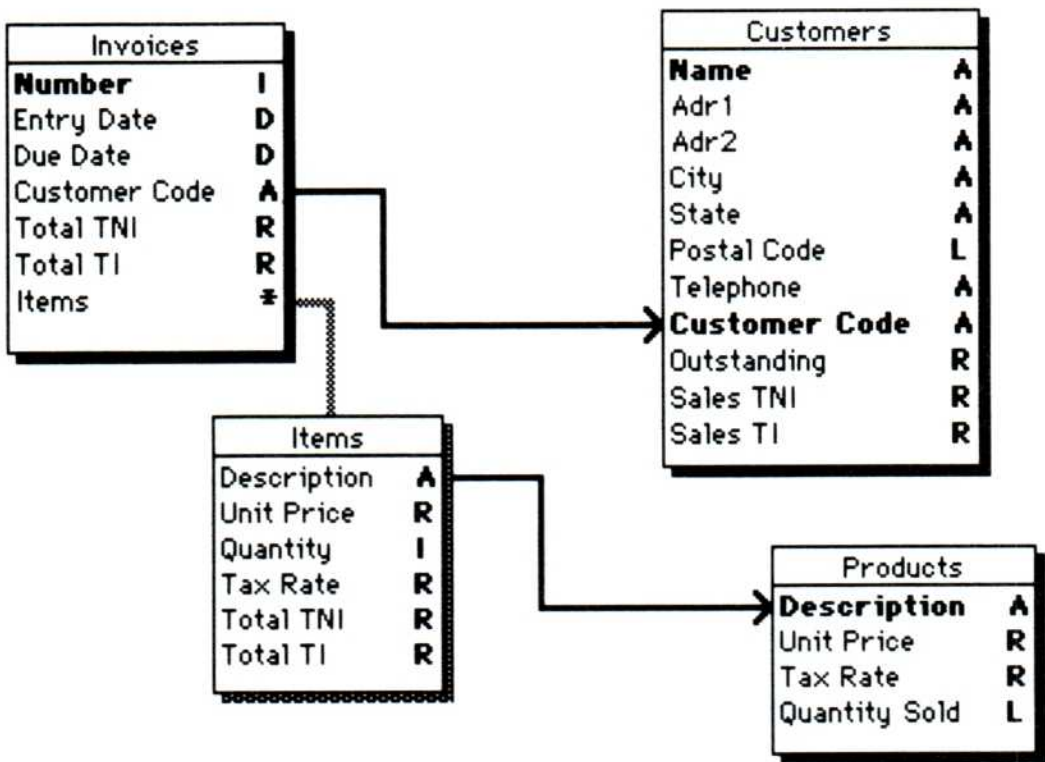 Invoices
Number I
Entry Date D
Due Date D
Customer Code A
Total TNI R
Total TI R
Items *
Customers
Name A
Adr1 A
Adr2 A
City A
State A
Postal Code L
Telephone A
Customer Code A
Outstanding R
Sales TNI R
Sales TI R
Items
Description A
Unit Price R
Quantity I
Tax Rate R
Total TNI R
Total TI R
Products
Description A
Unit Price R
Tax Rate R
Quantity Sold L